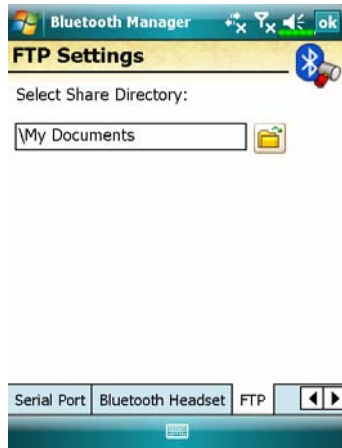 Bluetooth Manager ok
FTP Settings
Select Share Directory:
\My Documents
Serial Port Bluetooth Headset FTP